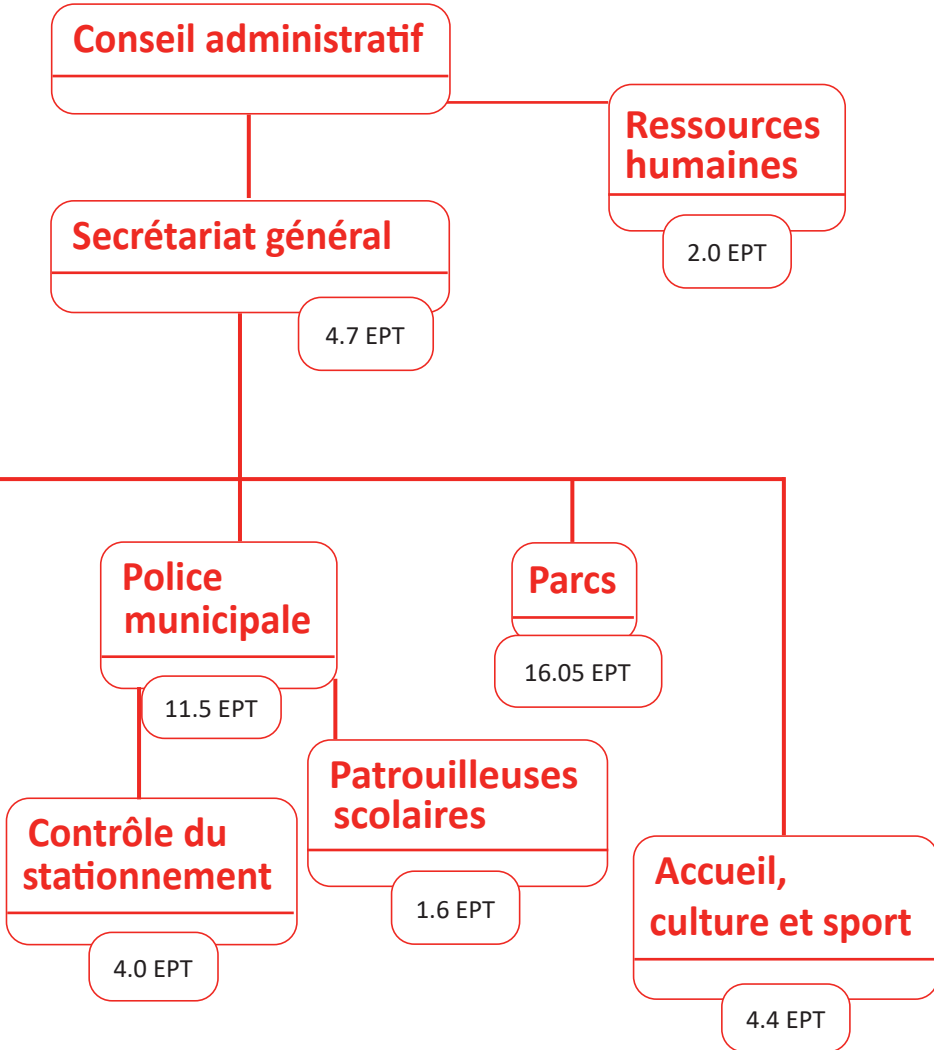 Conseil administratif
Ressources
humaines
2.0 EPT
Secrétariat général
4.7 EPT
Police
municipale
11.5 EPT
Parcs
16.05 EPT
Patrouilleuses
scolaires
1.6 EPT
Contrôle du
stationnement
4.0 EPT
Accueil,
culture et sport
4.4 EPT